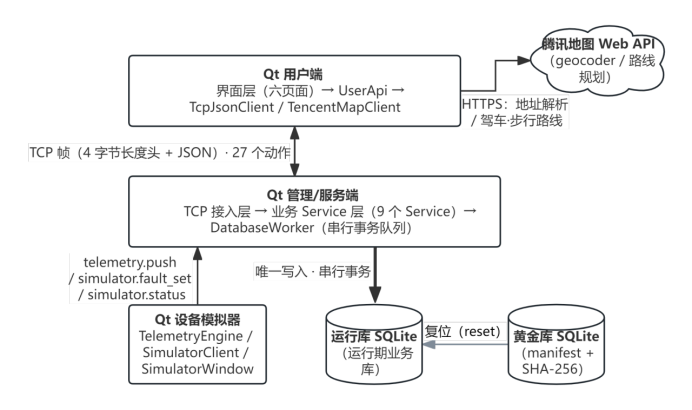 腾讯地图 Web API
（geocoder / 路线
规划）
Qt 用户端
界面层（六页面）→ UserApi →
TcpJsonClient / TencentMapClient
HTTPS：地址解析
/ 驾车·步行路线
TCP 帧（4 字节长度头 + JSON）· 27 个动作
Qt 管理/服务端
TCP 接入层 → 业务 Service 层（9 个 Service）→
DatabaseWorker（串行事务队列）
telemetry.push
/ simulator.fault_set
/ simulator.status
唯一写入 · 串行事务
Qt 设备模拟器
TelemetryEngine /
SimulatorClient /
SimulatorWindow
运行库 SQLite
（运行期业务
库）
复位（reset）
黄金库 SQLite
（manifest +
SHA-256）